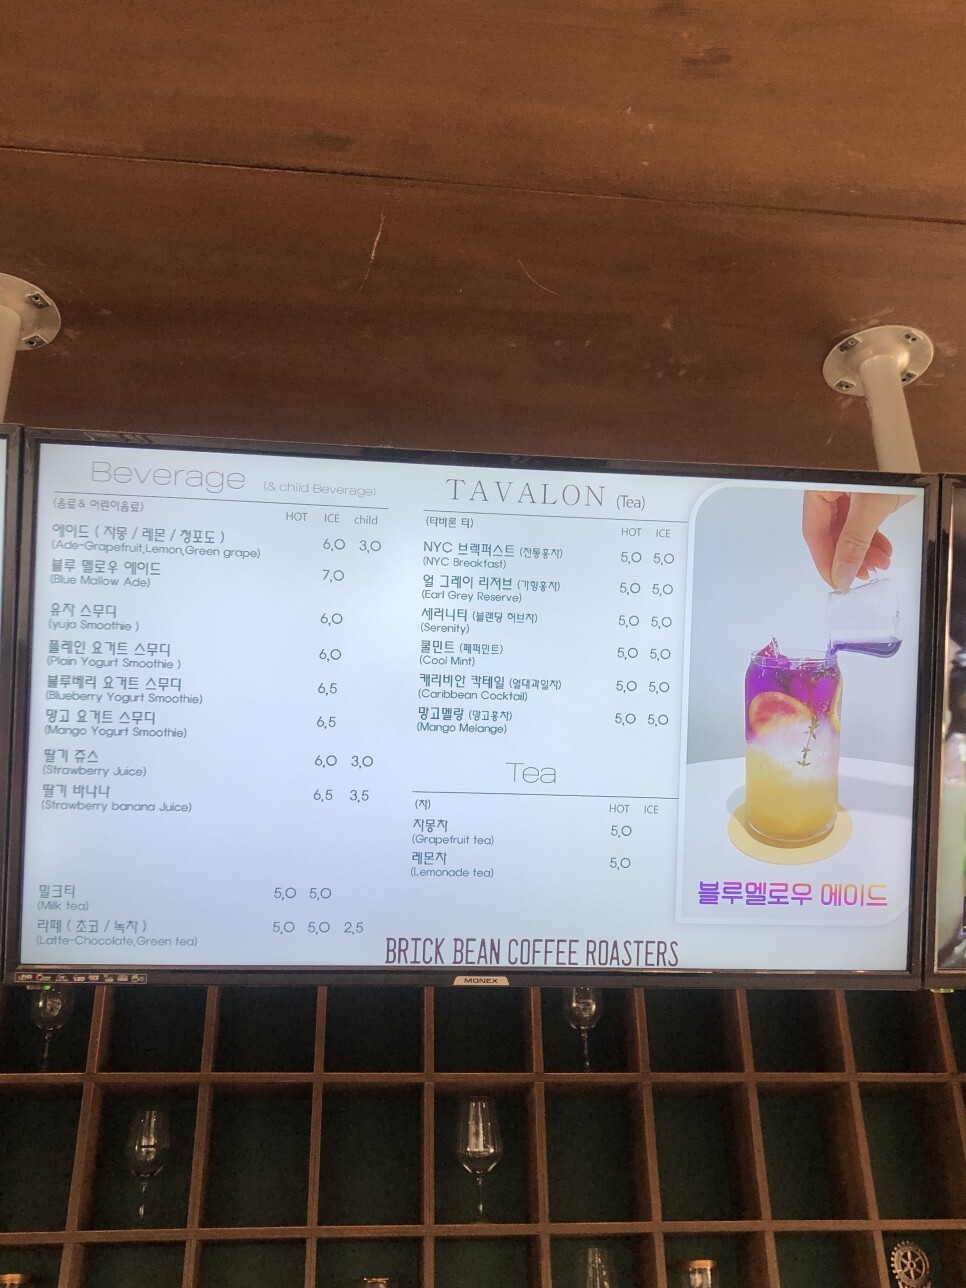 Beverage (& child Beverage)
(음료& 어린이음료)
HOT ICE child
에이드 ( 자몽 / 레몬 / 청포도 )
(Ade-Grapefruit,Lemon,Green grape) 6,0 3,0
블루 멜로우 에이드
(Blue Mallow Ade) 7,0
유자 스무디
(yuja Smoothie ) 6,0
플레인 요거트 스무디
(Plain Yogurt Smoothie ) 6,0
블루베리 요거트 스무디
(Blueberry Yogurt Smoothie) 6,5
망고 요거트 스무디
(Mango Yogurt Smoothie) 6,5
딸기 쥬스
(Strawberry Juice) 6,0 3,0
딸기 바나나
(Strawberry banana Juice) 6,5 3,5
밀크티
(Milk tea) 5,0 5,0
라떼 ( 초코 / 녹차 )
(Latte-Chocolate,Green tea) 5,0 5,0 2,5
TAVALON (Tea)
(타바론 티)
HOT ICE
NYC 브렉퍼스트 (전통홍차)
(NYC Breakfast) 5,0 5,0
얼 그레이 리저브 (가향홍차)
(Earl Grey Reserve) 5,0 5,0
세러니티 (블랜딩 허브차)
(Serenity) 5,0 5,0
쿨민트 (페퍼민트)
(Cool Mint) 5,0 5,0
캐리비안 칵테일 (열대과일차)
(Caribbean Cocktail) 5,0 5,0
망고멜랑 (망고홍차)
(Mango Melange) 5,0 5,0
Tea
(차)
HOT ICE
자몽차
(Grapefruit tea) 5,0
레몬차
(Lemonade tea) 5,0
블루멜로우 에이드
BRICK BEAN COFFEE ROASTERS
MONEX